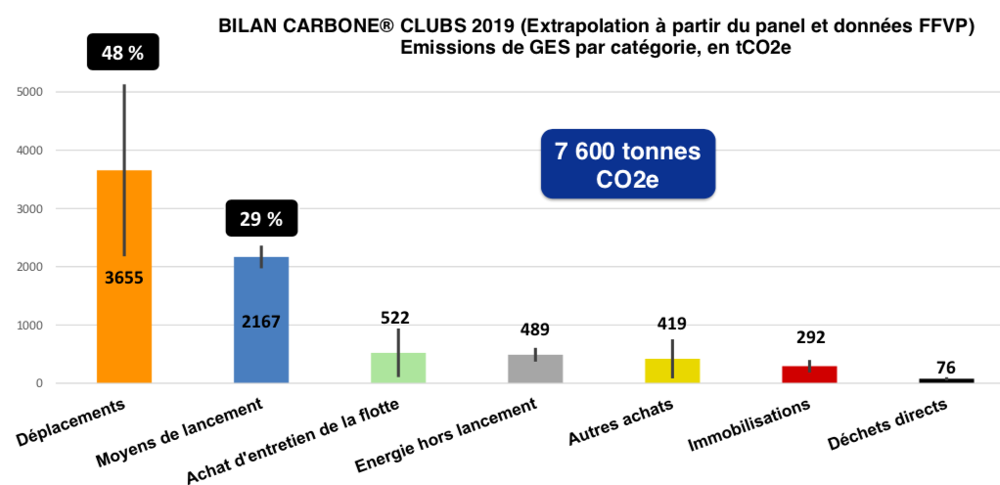 BILAN CARBONE® CLUBS 2019 (Extrapolation à partir du panel et données FFVP)
Emissions de GES par catégorie, en tCO2e
48 %
5000
4000
3000
2000
1000
0
7 600 tonnes
CO2e
29 %
3655
2167
522
489
419
292
76
Déplacements
Moyens de lancement
Achat d'entretien de la flotte
Energie hors lancement
Autres achats
Immobilisations
Déchets directs